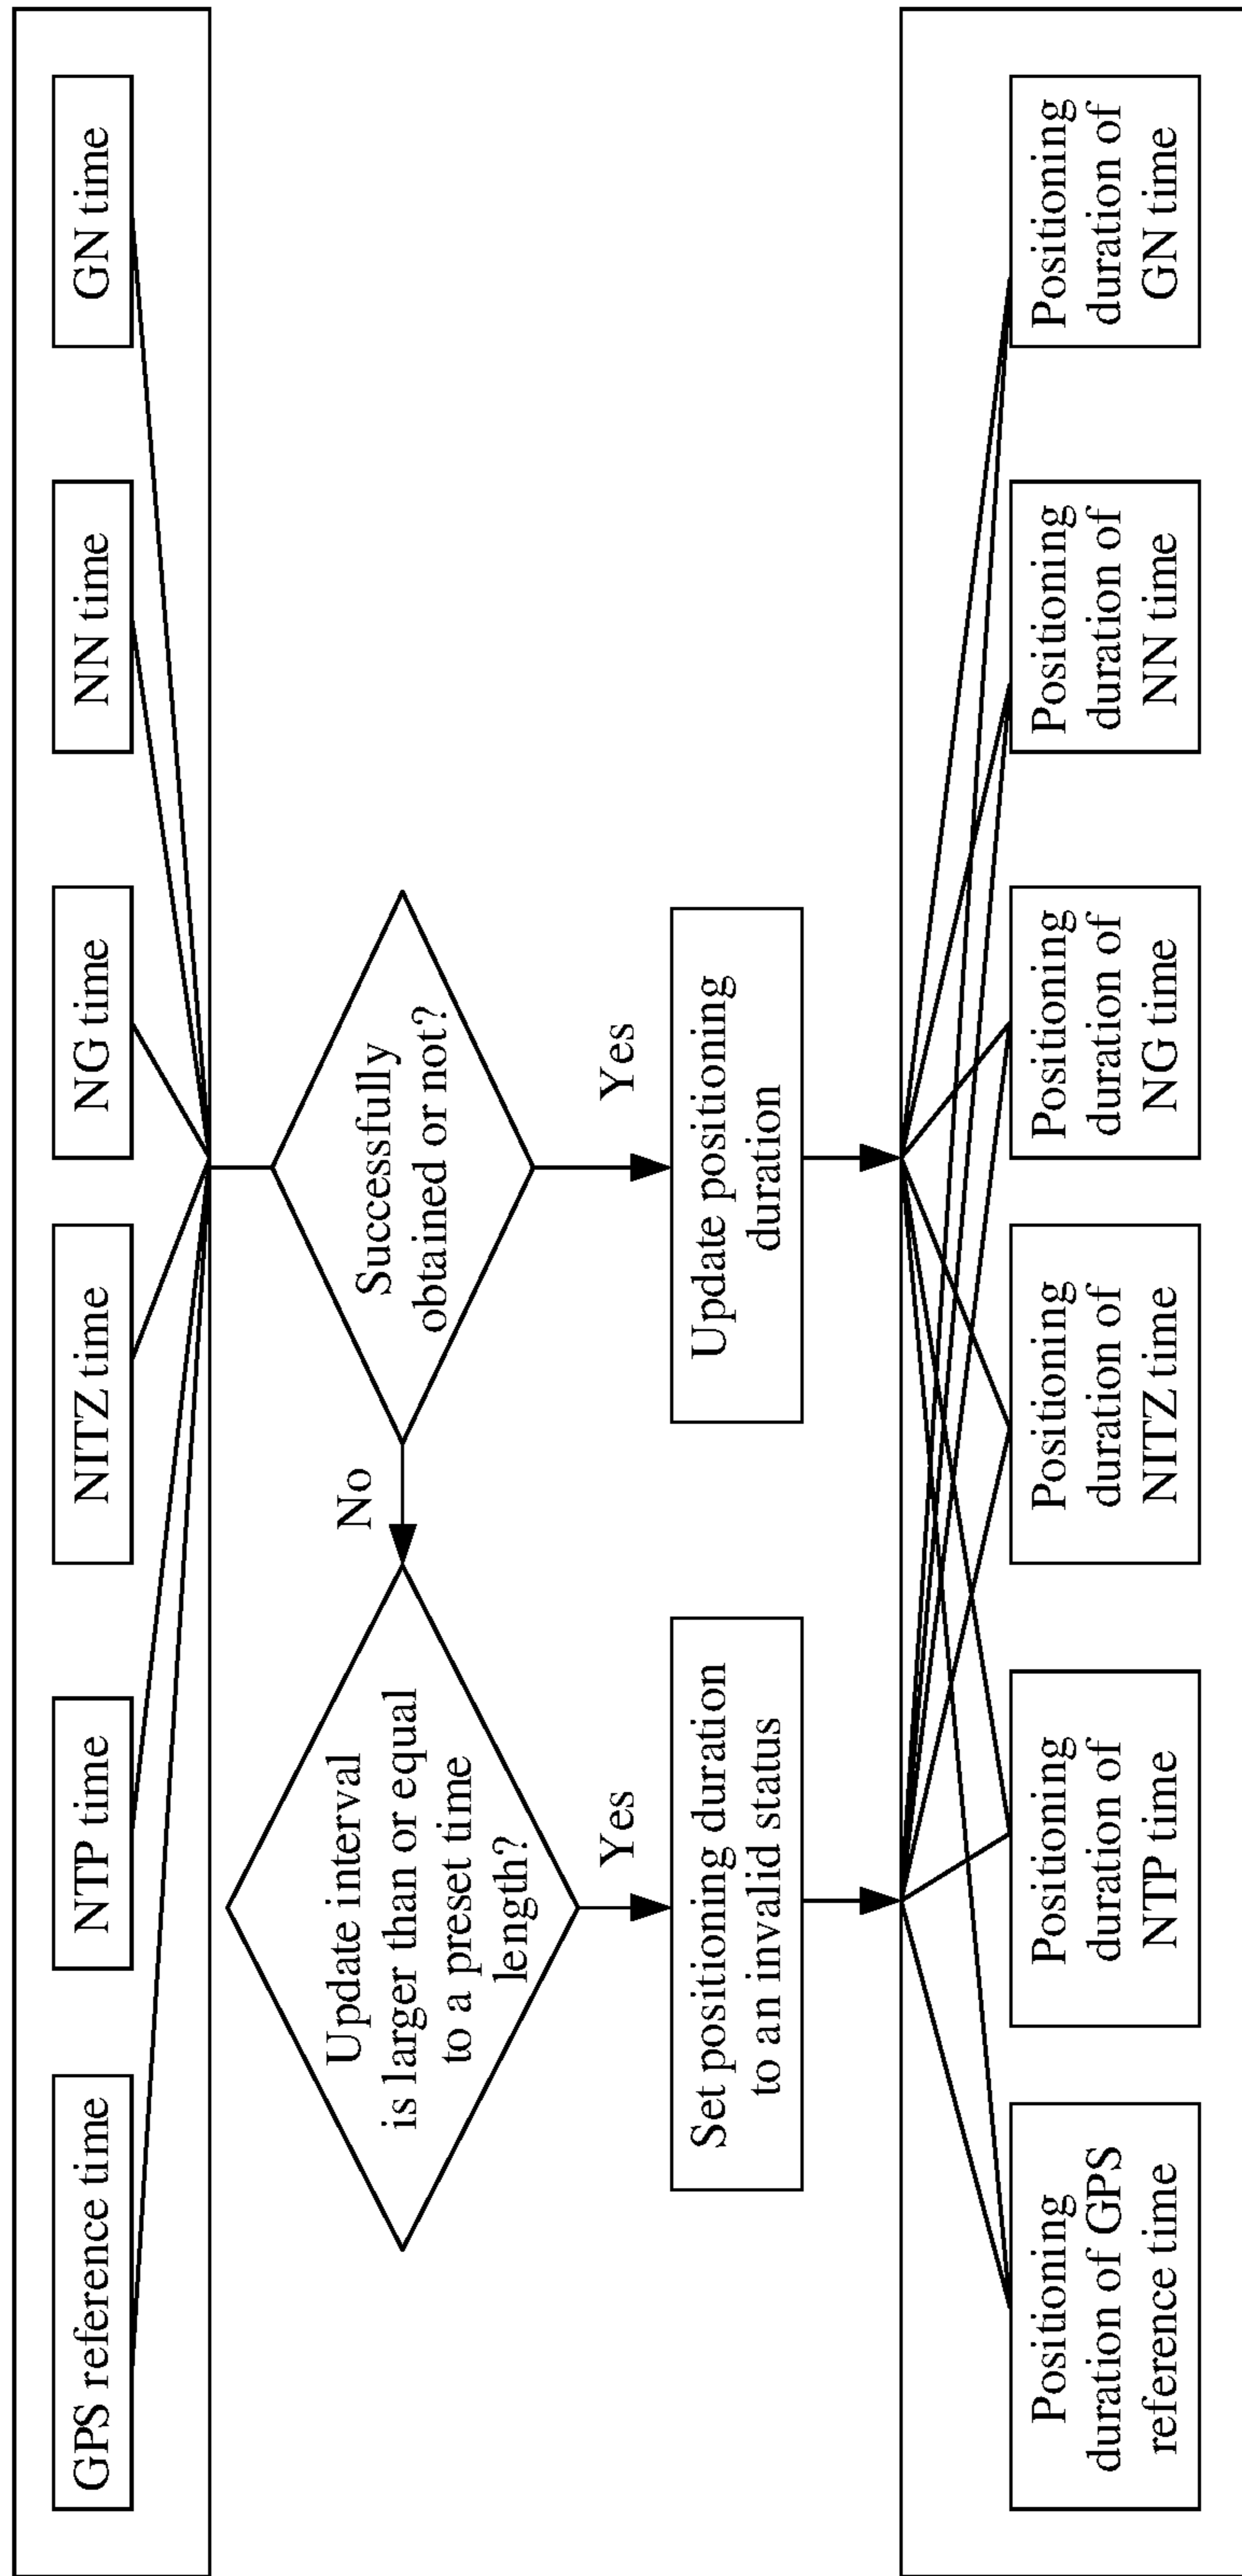 GPS reference time
NTP time
NITZ time
NG time
NN time
GN time
Successfully
obtained or not?
No
Update interval
is larger than or equal
to a preset time
length?
Yes
Yes
Set positioning duration
to an invalid status
Update positioning
duration
Positioning
duration of GPS
reference time
Positioning
duration of
NTP time
Positioning
duration of
NITZ time
Positioning
duration of
NG time
Positioning
duration of
NN time
Positioning
duration of
GN time